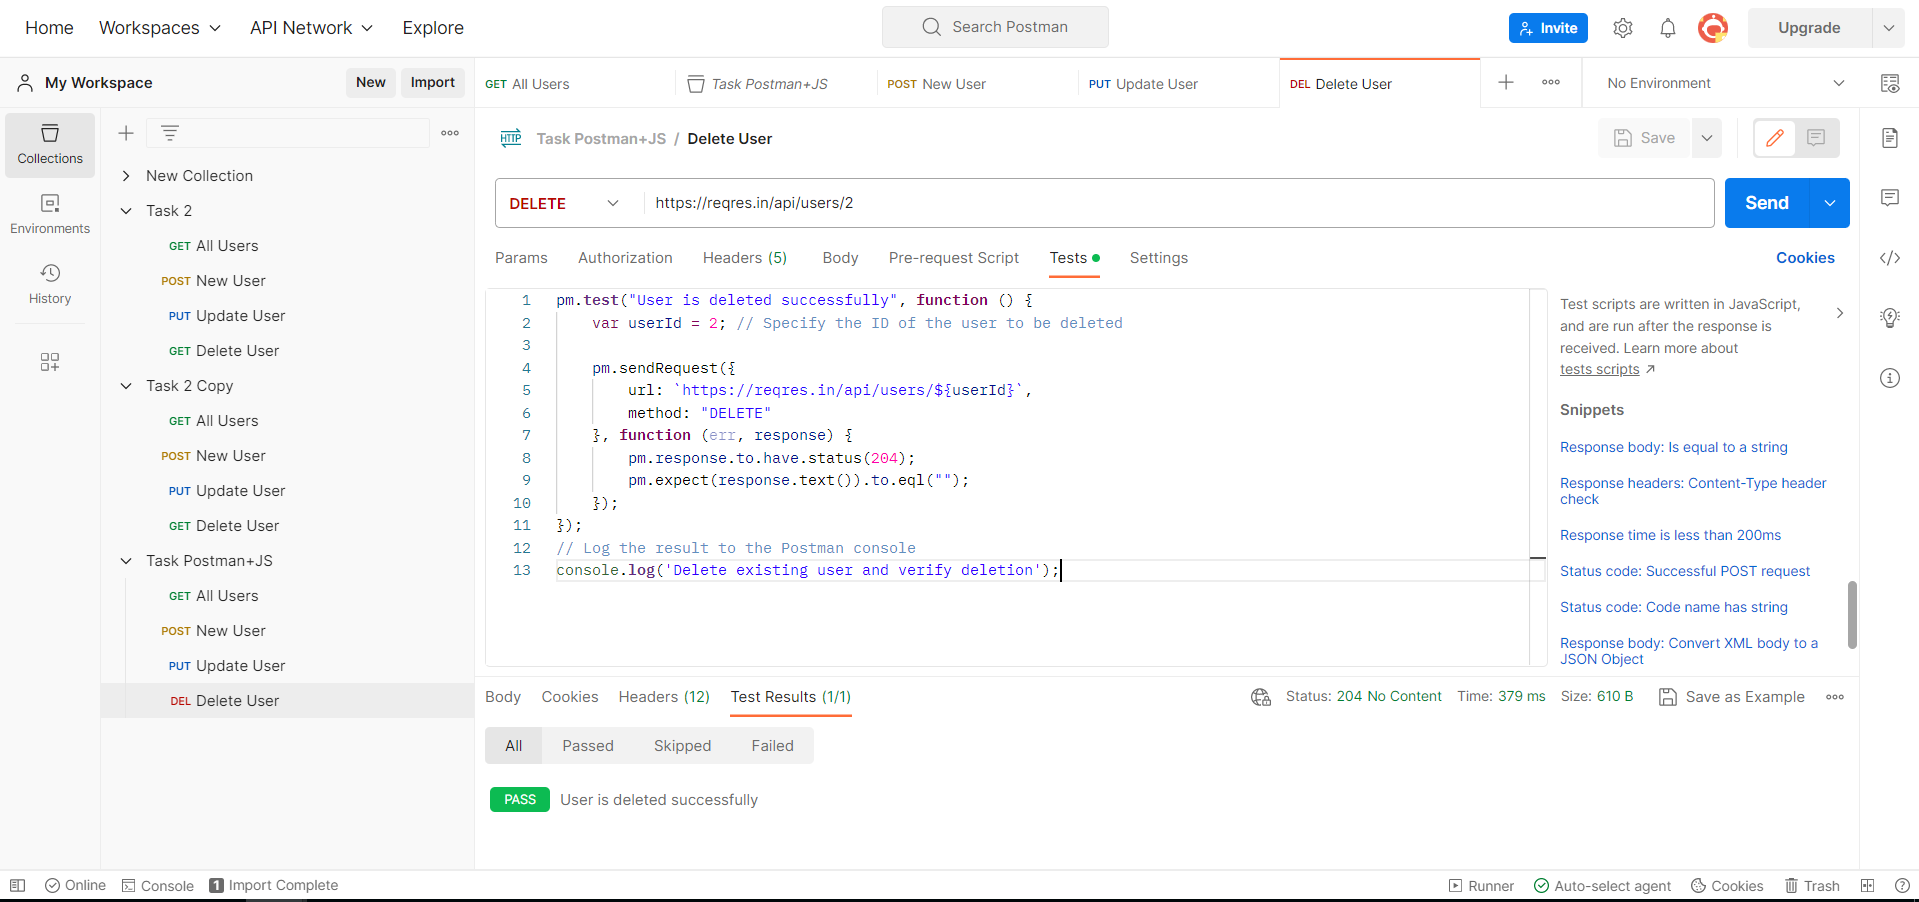 Home Workspaces API Network Explore Search Postman Invite Upgrade
My Workspace New Import
GET All Users Task Postman+JS POST New User PUT Update User DEL Delete User No Environment
Collections
Environments
History
New Collection
Task 2
GET All Users
POST New User
PUT Update User
GET Delete User
Task 2 Copy
GET All Users
POST New User
PUT Update User
GET Delete User
Task Postman+JS
GET All Users
POST New User
PUT Update User
DEL Delete User
HTTP Task Postman+JS / Delete User Save
DELETE https://reqres.in/api/users/2 Send
Params Authorization Headers (5) Body Pre-request Script Tests Settings Cookies
1 pm.test("User is deleted successfully", function () {
2 var userId = 2; // Specify the ID of the user to be deleted
3
4 pm.sendRequest({
5 url: `https://reqres.in/api/users/${userId}`,
6 method: "DELETE"
7 }, function (err, response) {
8 pm.response.to.have.status(204);
9 pm.expect(response.text()).to.eql("");
10 });
11 });
12 // Log the result to the Postman console
13 console.log('Delete existing user and verify deletion');
Test scripts are written in JavaScript,
and are run after the response is
received. Learn more about
tests scripts
Snippets
Response body: Is equal to a string
Response headers: Content-Type header
check
Response time is less than 200ms
Status code: Successful POST request
Status code: Code name has string
Response body: Convert XML body to a
JSON Object
Body Cookies Headers (12) Test Results (1/1) Status: 204 No Content Time: 379 ms Size: 610 B Save as Example
All Passed Skipped Failed
PASS User is deleted successfully
Online Console 1 Import Complete Runner Auto-select agent Cookies Trash